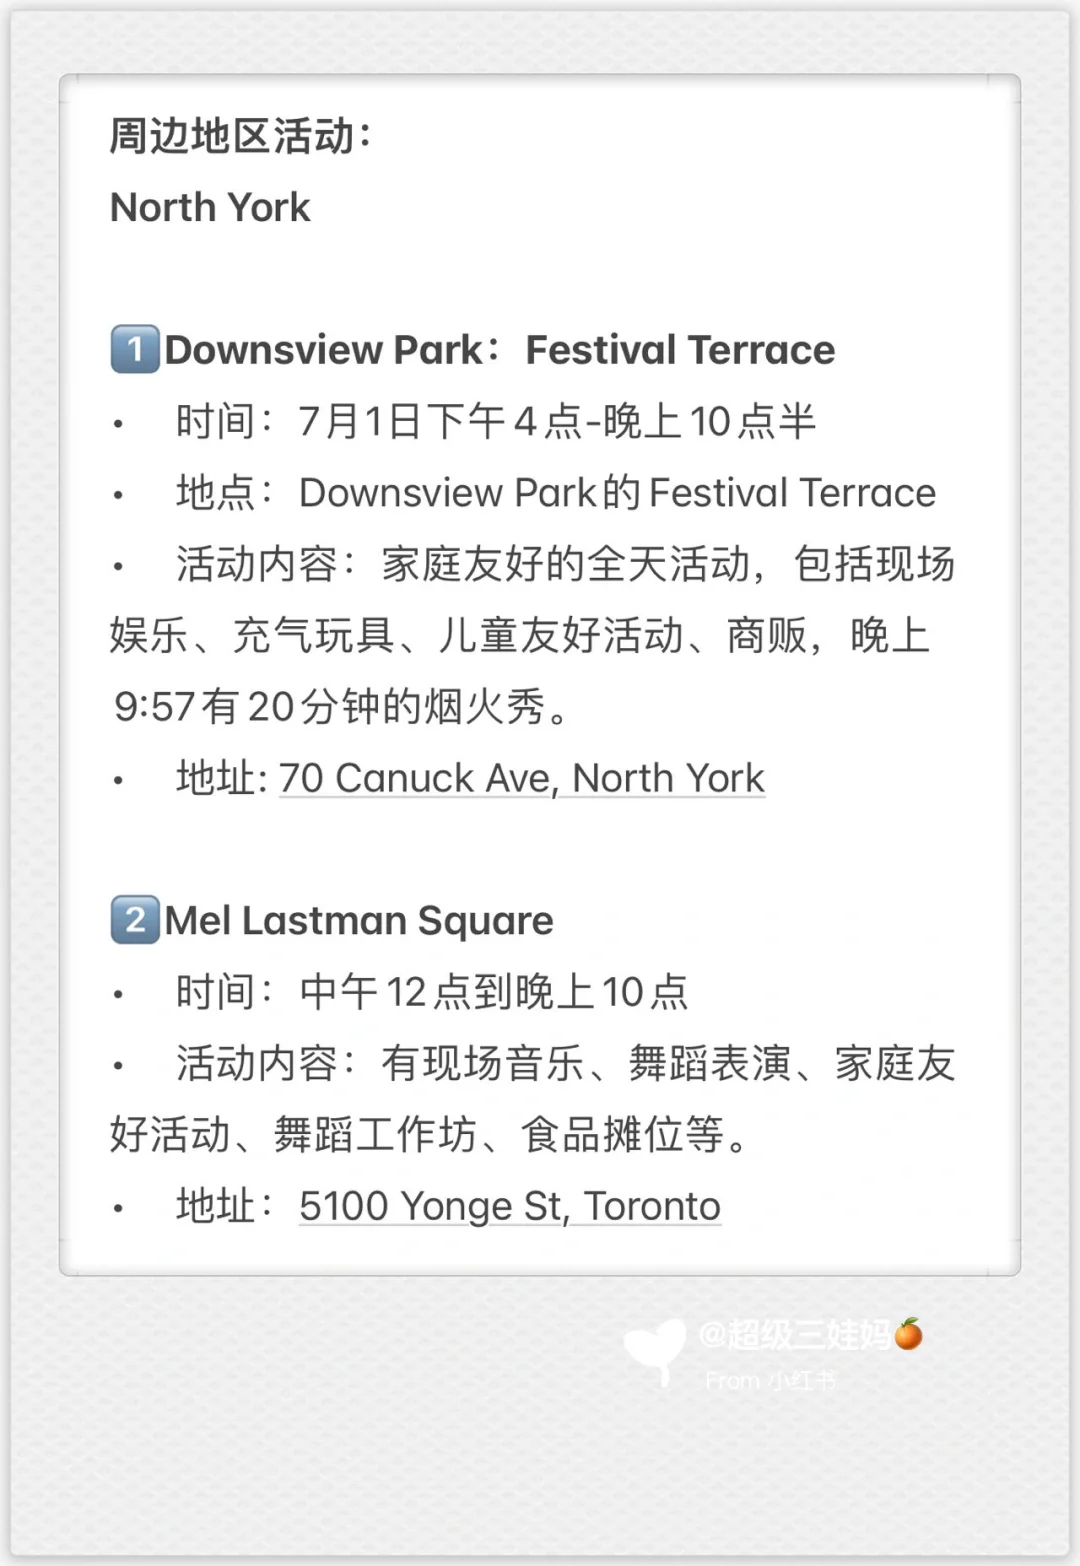 周边地区活动：
North York
1️⃣Downsview Park：Festival Terrace
• 时间：7月1日下午4点-晚上10点半
• 地点：Downsview Park的Festival Terrace
• 活动内容：家庭友好的全天活动，包括现场
娱乐、充气玩具、儿童友好活动、商贩，晚上
9:57有20分钟的烟火秀。
• 地址: 70 Canuck Ave, North York
2️⃣Mel Lastman Square
• 时间：中午12点到晚上10点
• 活动内容：有现场音乐、舞蹈表演、家庭友
好活动、舞蹈工作坊、食品摊位等。
• 地址：5100 Yonge St, Toronto
@超级三娃妈🍊
From 小红书